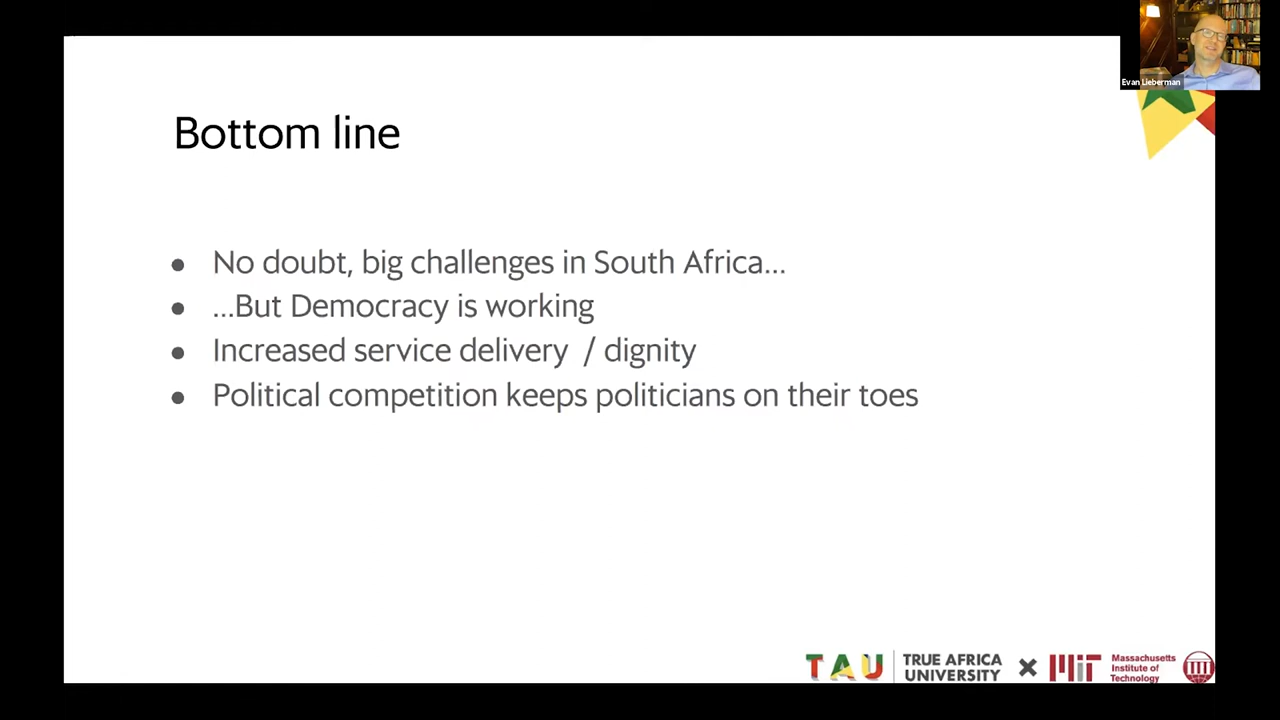 Evan Lieberman
Bottom line
● No doubt, big challenges in South Africa...
● ...But Democracy is working
● Increased service delivery / dignity
● Political competition keeps politicians on their toes
TAU
TRUE AFRICA
UNIVERSITY
MIT
Massachusetts
Institute of
Technology